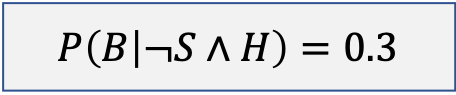 P(B|¬S ∧ H) = 0.3